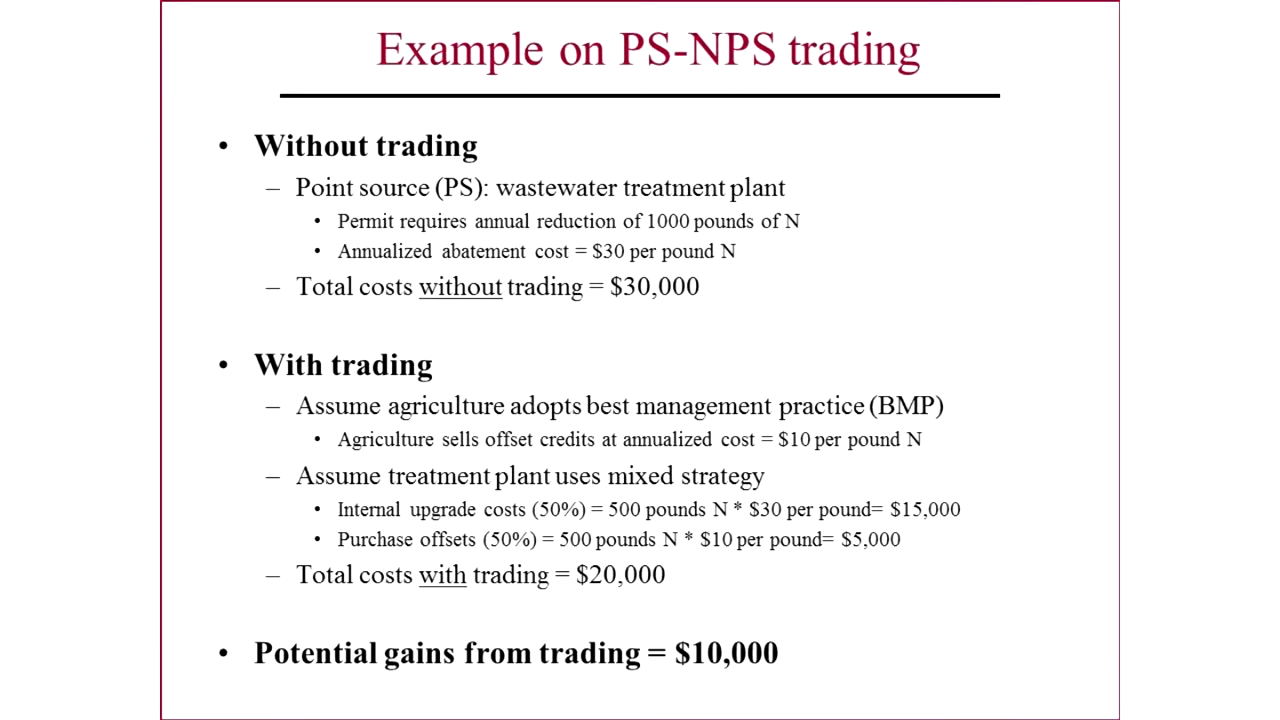 Example on PS-NPS trading
• Without trading
– Point source (PS): wastewater treatment plant
• Permit requires annual reduction of 1000 pounds of N
• Annualized abatement cost = $30 per pound N
– Total costs without trading = $30,000
• With trading
– Assume agriculture adopts best management practice (BMP)
• Agriculture sells offset credits at annualized cost = $10 per pound N
– Assume treatment plant uses mixed strategy
• Internal upgrade costs (50%) = 500 pounds N * $30 per pound= $15,000
• Purchase offsets (50%) = 500 pounds N * $10 per pound= $5,000
– Total costs with trading = $20,000
• Potential gains from trading = $10,000